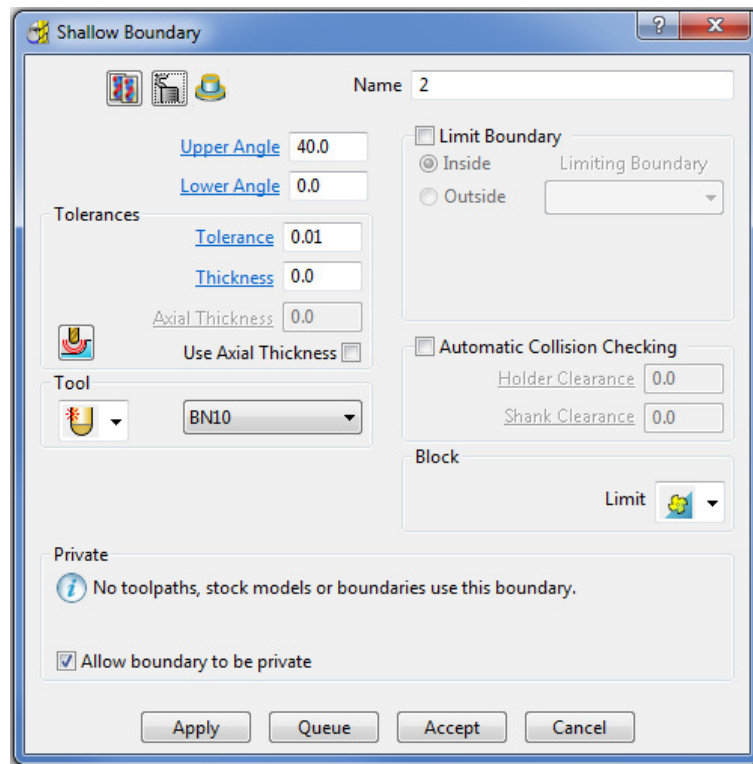 Shallow Boundary
Name 2
Upper Angle 40.0
Lower Angle 0.0
Tolerances
Tolerance 0.01
Thickness 0.0
Axial Thickness 0.0
Use Axial Thickness
Tool
BN10
Limit Boundary
Inside Limiting Boundary
Outside
Automatic Collision Checking
Holder Clearance 0.0
Shank Clearance 0.0
Block
Limit
Private
No toolpaths, stock models or boundaries use this boundary.
Allow boundary to be private
Apply Queue Accept Cancel